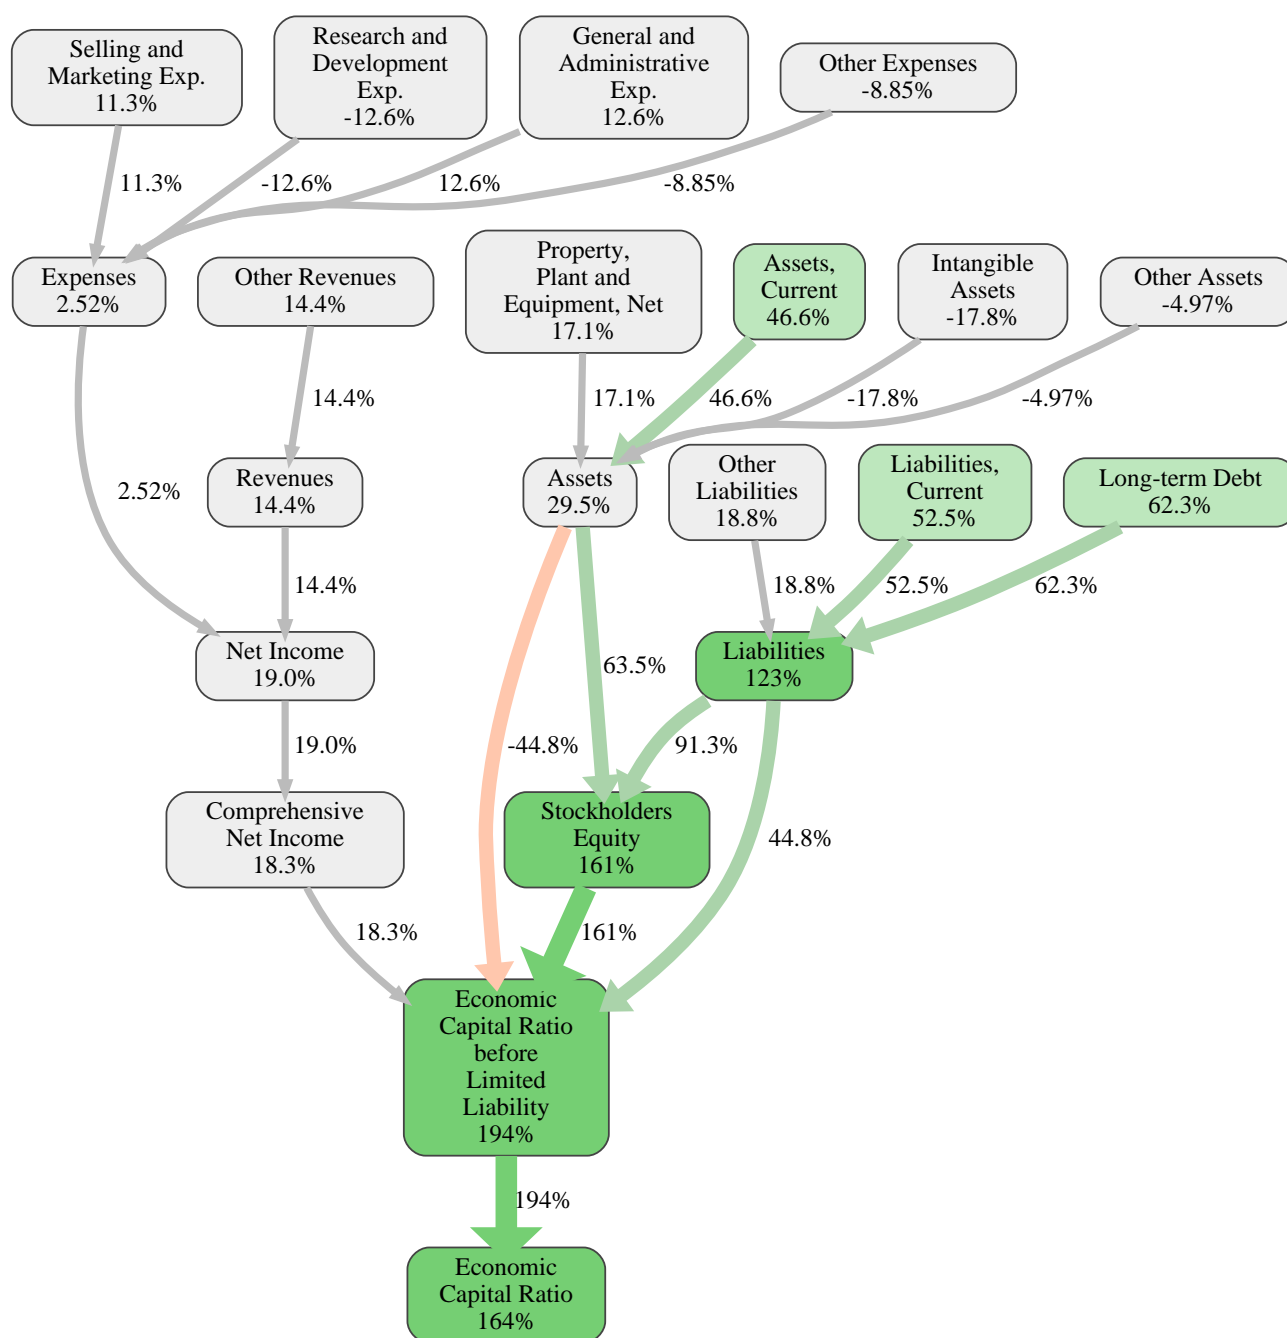 Selling and
Marketing Exp.
11.3%
Research and
Development
Exp.
-12.6%
General and
Administrative
Exp.
12.6%
Other Expenses
-8.85%
11.3%
-12.6%
12.6%
-8.85%
Expenses
2.52%
Other Revenues
14.4%
Property,
Plant and
Equipment, Net
17.1%
Assets,
Current
46.6%
Intangible
Assets
-17.8%
Other Assets
-4.97%
14.4%
17.1%
46.6%
-17.8%
-4.97%
2.52%
Revenues
14.4%
Assets
29.5%
Other
Liabilities
18.8%
Liabilities,
Current
52.5%
Long-term Debt
62.3%
14.4%
18.8%
52.5%
62.3%
Net Income
19.0%
63.5%
Liabilities
123%
19.0%
-44.8%
91.3%
Comprehensive
Net Income
18.3%
Stockholders
Equity
161%
44.8%
18.3%
161%
Economic
Capital Ratio
before
Limited
Liability
194%
194%
Economic
Capital Ratio
164%